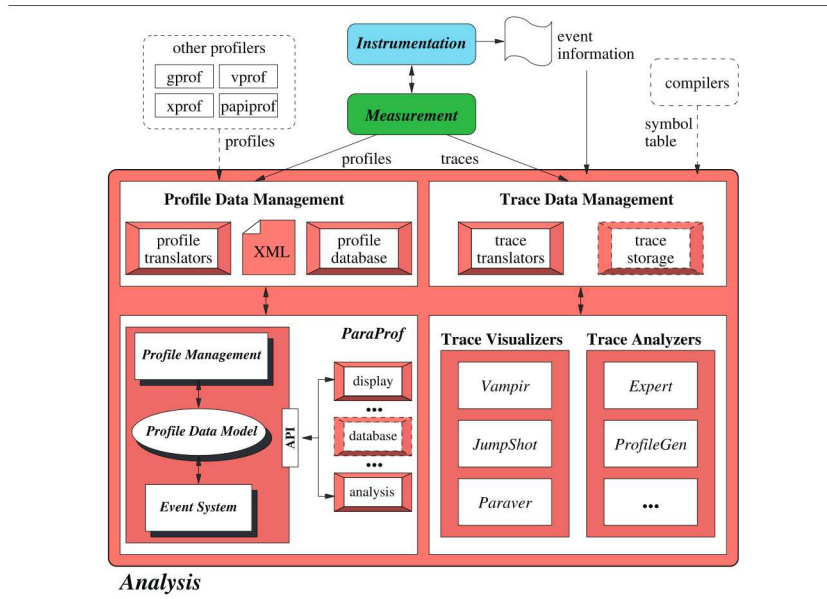 other profilers
gprof
vprof
xprof
papiprof
Instrumentation
event
information
compilers
Measurement
symbol
table
profiles
profiles
traces
Profile Data Management
profile
translators
XML
profile
database
Trace Data Management
trace
translators
trace
storage
ParaProf
Profile Management
Profile Data Model
Event System
API
display
•••
database
•••
analysis
Trace Visualizers
Vampir
JumpShot
Paraver
Trace Analyzers
Expert
ProfileGen
•••
Analysis